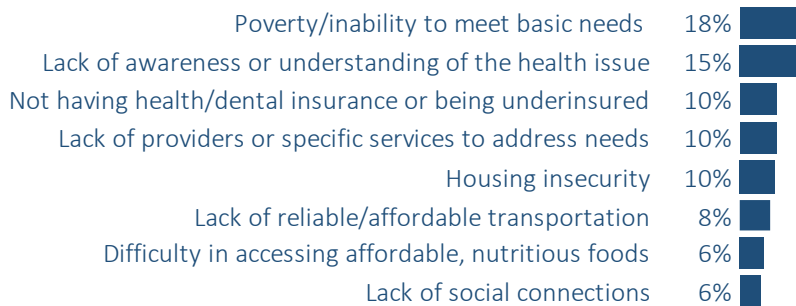 Poverty/inability to meet basic needs 18%
Lack of awareness or understanding of the health issue 15%
Not having health/dental insurance or being underinsured 10%
Lack of providers or specific services to address needs 10%
Housing insecurity 10%
Lack of reliable/affordable transportation 8%
Difficulty in accessing affordable, nutritious foods 6%
Lack of social connections 6%